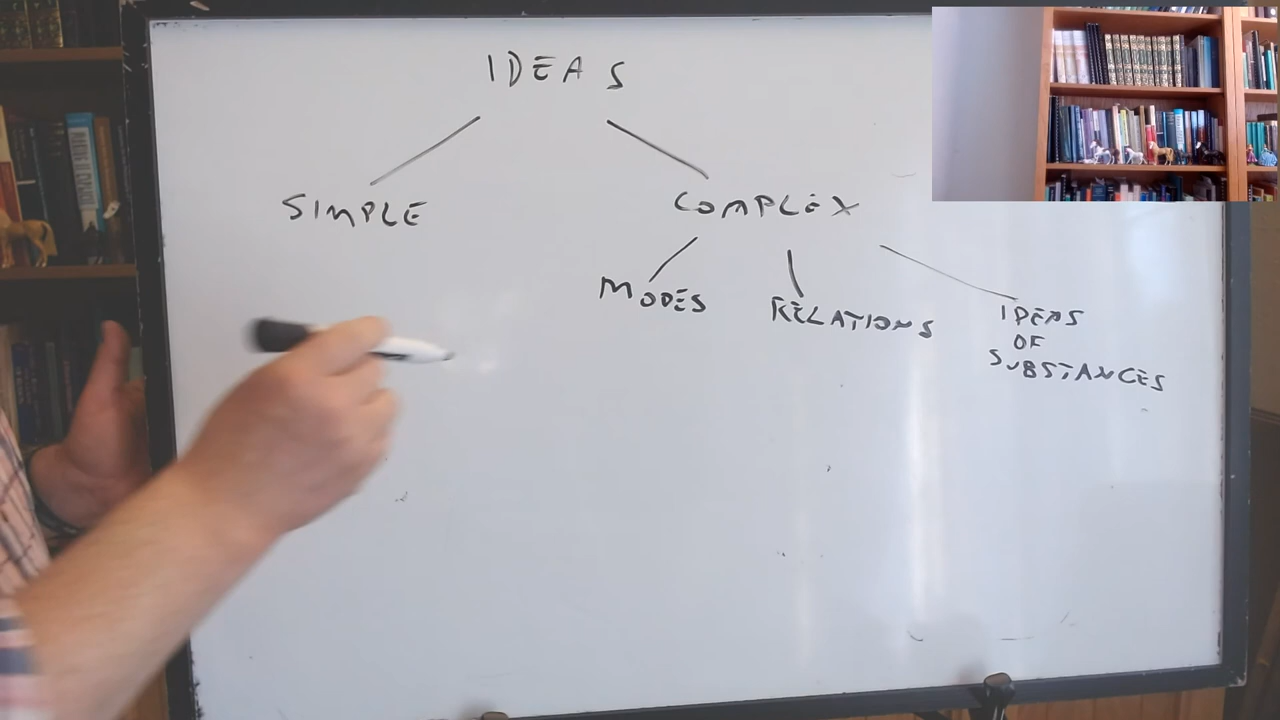 IDEAS
SIMPLE
COMPLEX
MODES
RELATIONS
IDEAS
OF
SUBSTANCES